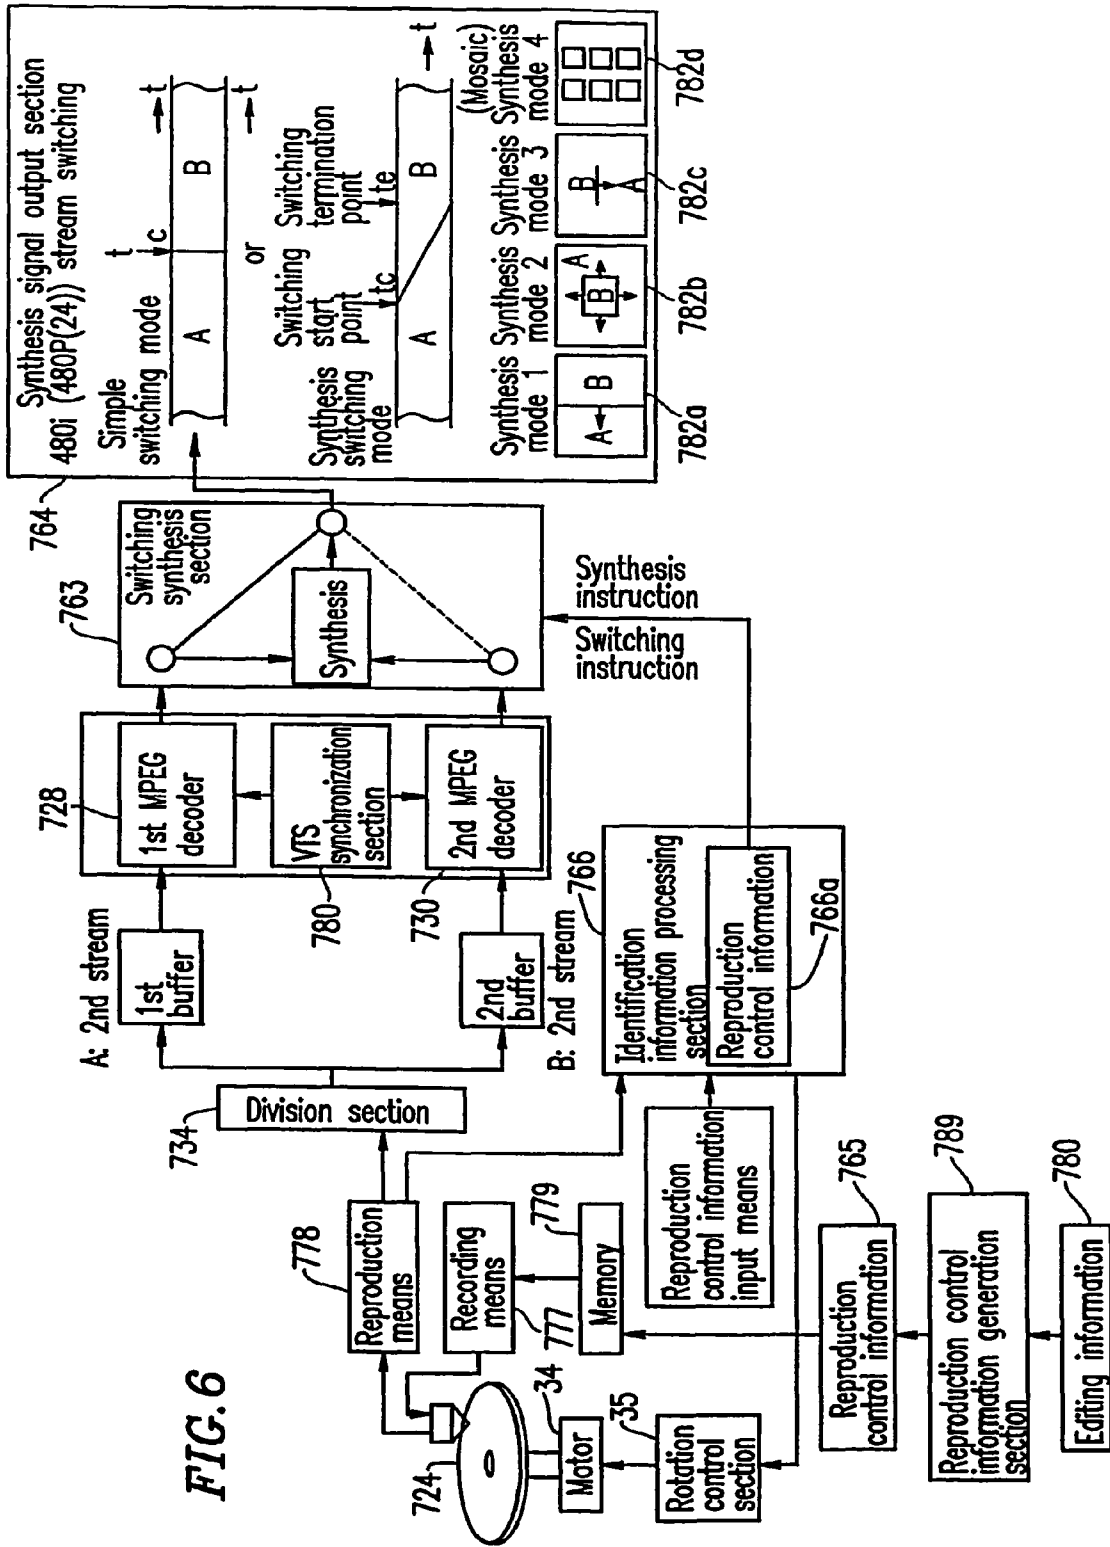 FIG.6
724
Motor
34
Rotation
control
section
35
Reproduction
means
778
Recording
means
777
Memory
779
Reproduction
control information
765
Reproduction control
information generation
section
789
Editing information
780
Division section
734
Reproduction
control information
input means
A: 2nd stream
1st
buffer
2nd
buffer
B: 2nd stream
Identification
information processing
section
766
Reproduction
control information
766a
728
1st MPEG
decoder
VTS
synchronization
section
780
2nd MPEG
decoder
730
763
Switching
synthesis
section
Synthesis
Synthesis
instruction
Switching
instruction
764
Synthesis signal output section
480i (480P(24)) stream switching
Simple
switching mode
t
c
t
A
B
t
or
Synthesis
switching
mode
Switching
start
point
tc
Switching
termination
point
te
A
B
t
(Mosaic)
Synthesis
mode 1
Synthesis
mode 2
Synthesis
mode 3
Synthesis
mode 4
A
B
B
A
B
A
782a
782b
782c
782d